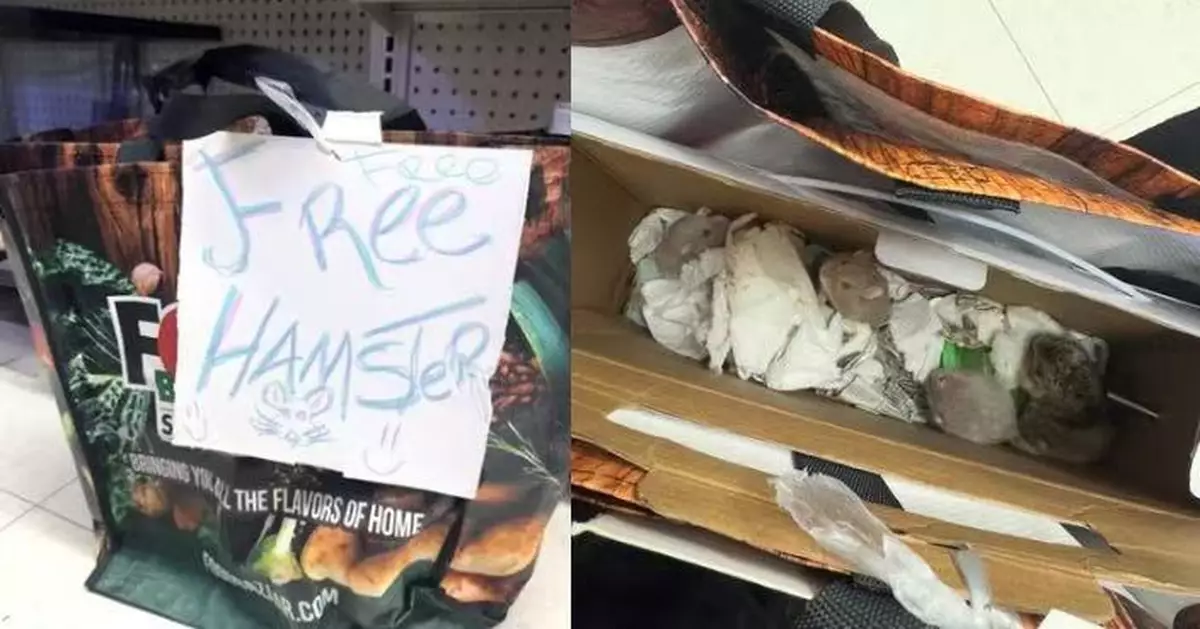 Free
FRee
HAMSTeR
BRINGING YOU ALL THE FLAVORS OF HOME